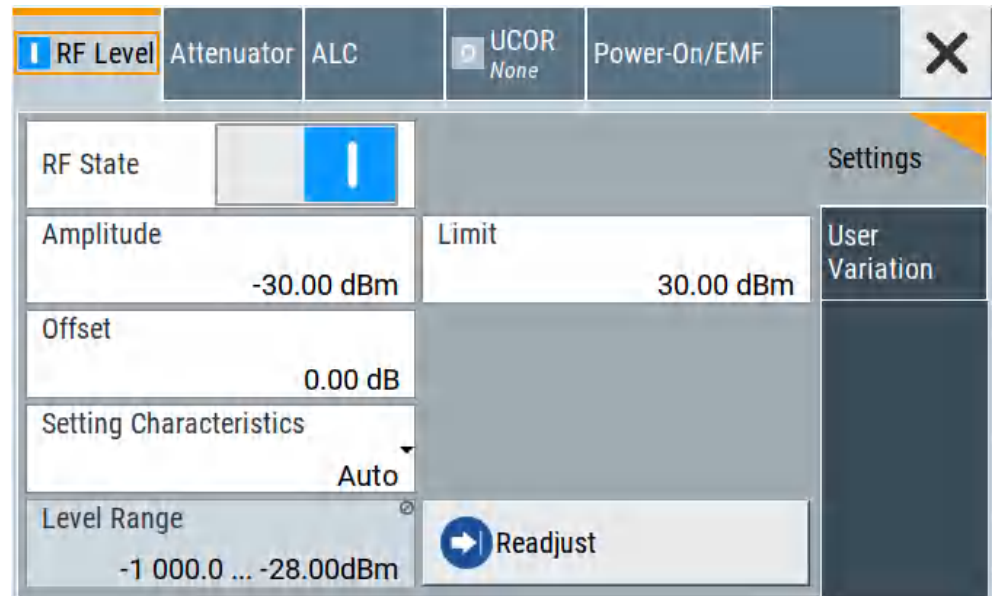 RF Level
Attenuator
ALC
UCOR
None
Power-On/EMF
RF State
Settings
Amplitude
-30.00 dBm
Limit
30.00 dBm
User
Variation
Offset
0.00 dB
Setting Characteristics
Auto
Level Range
-1 000.0 ... -28.00dBm
Readjust